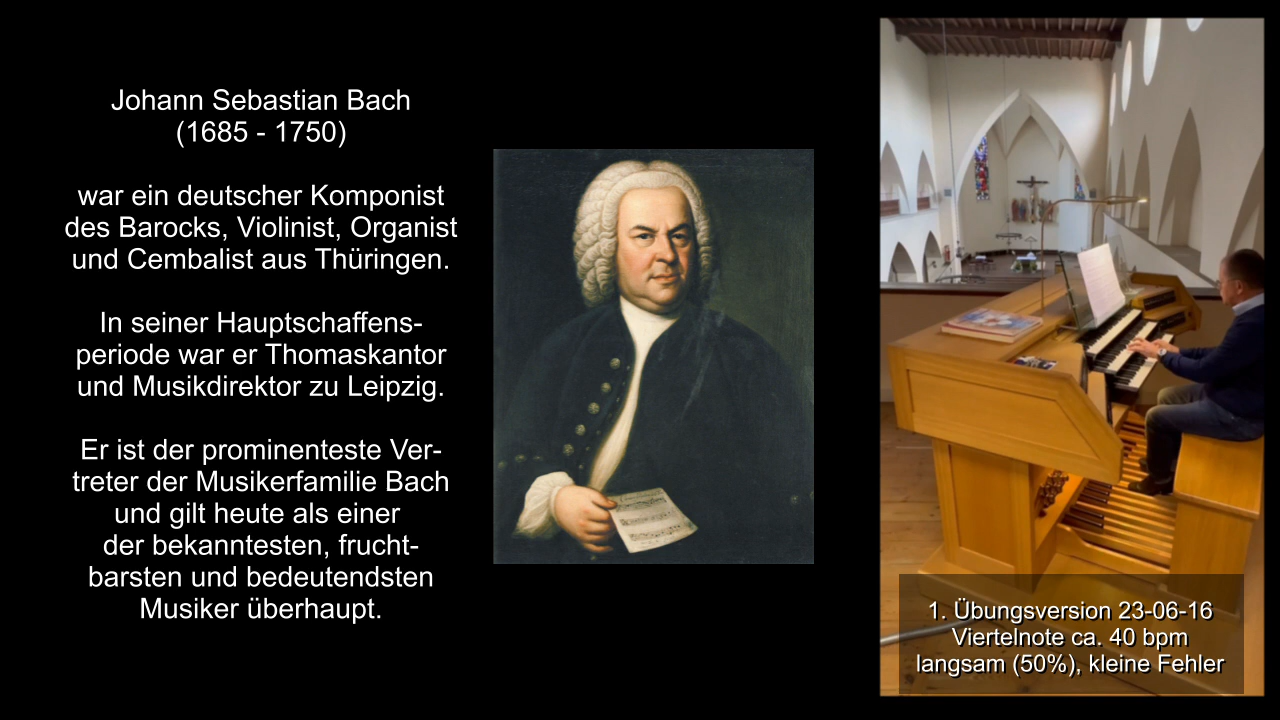 Johann Sebastian Bach
(1685 - 1750)
war ein deutscher Komponist
des Barocks, Violinist, Organist
und Cembalist aus Thüringen.
In seiner Hauptschaffens-
periode war er Thomaskantor
und Musikdirektor zu Leipzig.
Er ist der prominenteste Ver-
treter der Musikerfamilie Bach
und gilt heute als einer
der bekanntesten, frucht-
barsten und bedeutendsten
Musiker überhaupt.
1. Übungsversion 23-06-16
Viertelnote ca. 40 bpm
langsam (50%), kleine Fehler